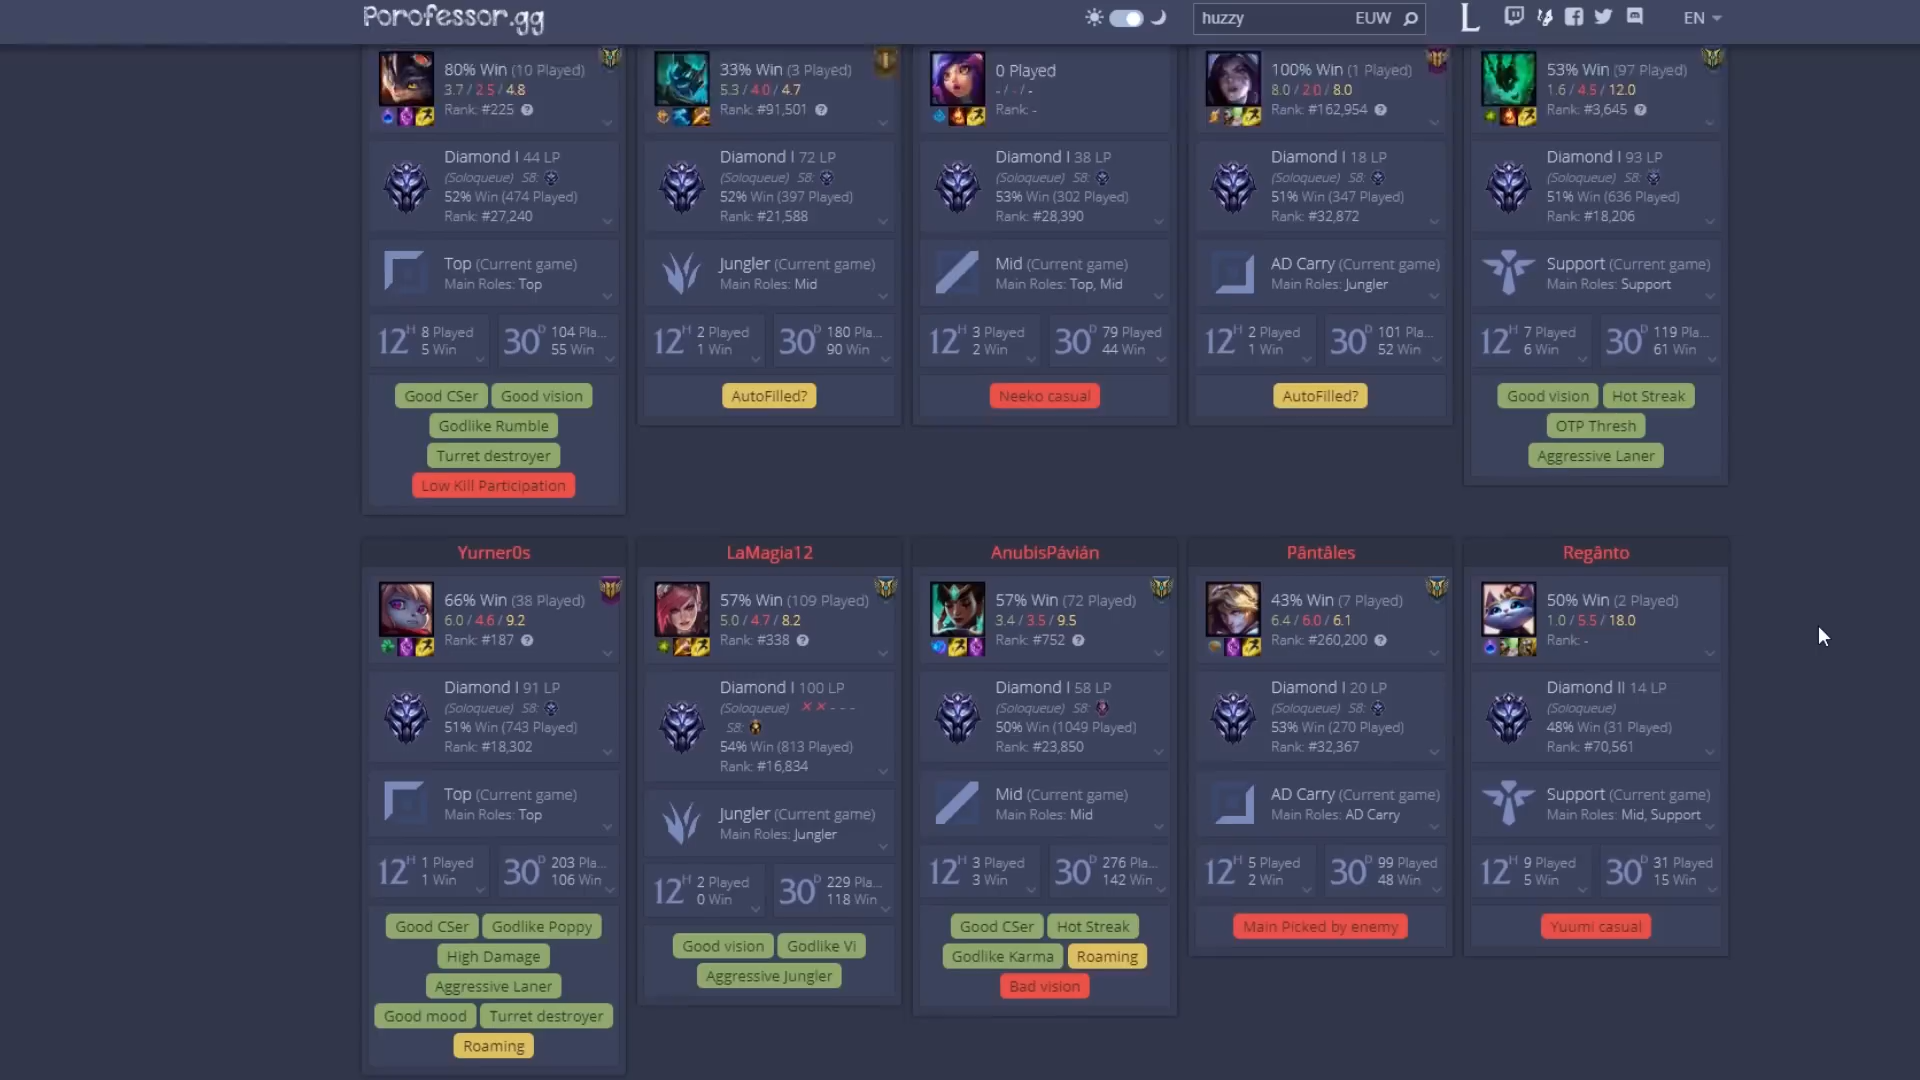 Porofessor.gg
huzzy EUW
EN
80% Win (10 Played)
3.7 / 2.5 / 4.8
Rank: #225
Diamond I 44 LP
(Soloqueue) S8:
52% Win (474 Played)
Rank: #27,240
Top (Current game)
Main Roles: Top
12H 8 Played
5 Win
30D 104 Pla...
55 Win
Good CSer Good vision
Godlike Rumble
Turret destroyer
Low Kill Participation
33% Win (3 Played)
5.3 / 4.0 / 4.7
Rank: #91,501
Diamond I 72 LP
(Soloqueue) S8:
52% Win (397 Played)
Rank: #21,588
Jungler (Current game)
Main Roles: Mid
12H 2 Played
1 Win
30D 180 Pla...
90 Win
AutoFilled?
0 Played
- / - / -
Rank: -
Diamond I 38 LP
(Soloqueue) S8:
53% Win (302 Played)
Rank: #28,390
Mid (Current game)
Main Roles: Top, Mid
12H 3 Played
2 Win
30D 79 Played
44 Win
Neeko casual
100% Win (1 Played)
8.0 / 2.0 / 8.0
Rank: #162,954
Diamond I 18 LP
(Soloqueue) S8:
51% Win (347 Played)
Rank: #32,872
AD Carry (Current game)
Main Roles: Jungler
12H 2 Played
1 Win
30D 101 Pla...
52 Win
AutoFilled?
53% Win (97 Played)
1.6 / 4.5 / 12.0
Rank: #3,645
Diamond I 93 LP
(Soloqueue) S8:
51% Win (636 Played)
Rank: #18,206
Support (Current game)
Main Roles: Support
12H 7 Played
6 Win
30D 119 Pla...
61 Win
Good vision Hot Streak
OTP Thresh
Aggressive Laner
Yurner0s
66% Win (38 Played)
6.0 / 4.6 / 9.2
Rank: #187
Diamond I 91 LP
(Soloqueue) S8:
51% Win (743 Played)
Rank: #18,302
Top (Current game)
Main Roles: Top
12H 1 Played
1 Win
30D 203 Pla...
106 Win
Good CSer Godlike Poppy
High Damage
Aggressive Laner
Good mood Turret destroyer
Roaming
LaMagia12
57% Win (109 Played)
5.0 / 4.7 / 8.2
Rank: #338
Diamond I 100 LP
(Soloqueue) ✕ ✕ - - -
S8:
54% Win (813 Played)
Rank: #16,834
Jungler (Current game)
Main Roles: Jungler
12H 2 Played
0 Win
30D 229 Pla...
118 Win
Good vision Godlike Vi
Aggressive Jungler
AnubisPávián
57% Win (72 Played)
3.4 / 3.5 / 9.5
Rank: #752
Diamond I 58 LP
(Soloqueue) S8:
50% Win (1049 Played)
Rank: #23,850
Mid (Current game)
Main Roles: Mid
12H 3 Played
3 Win
30D 276 Pla...
142 Win
Good CSer Hot Streak
Godlike Karma Roaming
Bad vision
Pântâles
43% Win (7 Played)
6.4 / 6.0 / 6.1
Rank: #260,200
Diamond I 20 LP
(Soloqueue) S8:
53% Win (270 Played)
Rank: #32,367
AD Carry (Current game)
Main Roles: AD Carry
12H 5 Played
2 Win
30D 99 Played
48 Win
Main Picked by enemy
Regânto
50% Win (2 Played)
1.0 / 5.5 / 18.0
Rank: -
Diamond II 14 LP
(Soloqueue)
48% Win (31 Played)
Rank: #70,561
Support (Current game)
Main Roles: Mid, Support
12H 9 Played
5 Win
30D 31 Played
15 Win
Yuumi casual